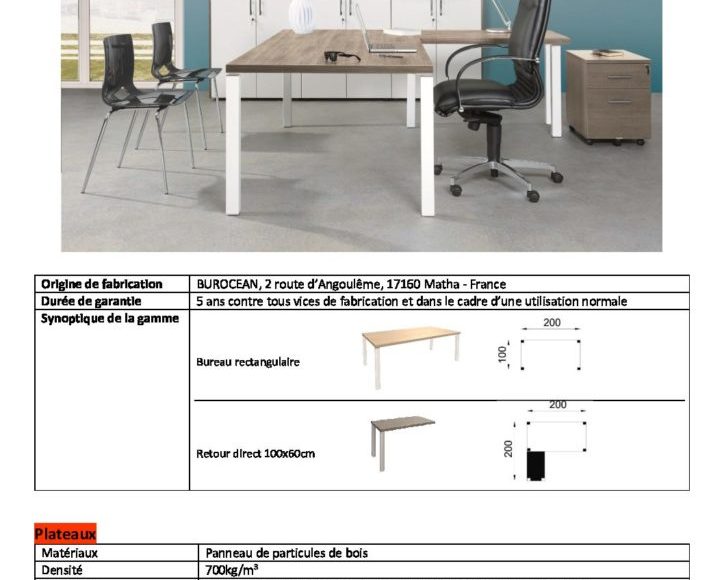 Origine de fabrication BUROCEAN, 2 route d'Angoulême, 17160 Matha - France
Durée de garantie 5 ans contre tous vices de fabrication et dans le cadre d'une utilisation normale
Synoptique de la gamme
200
100
Bureau rectangulaire
200
200
Retour direct 100x60cm
Plateaux
Matériaux Panneau de particules de bois
Densité 700kg/m³